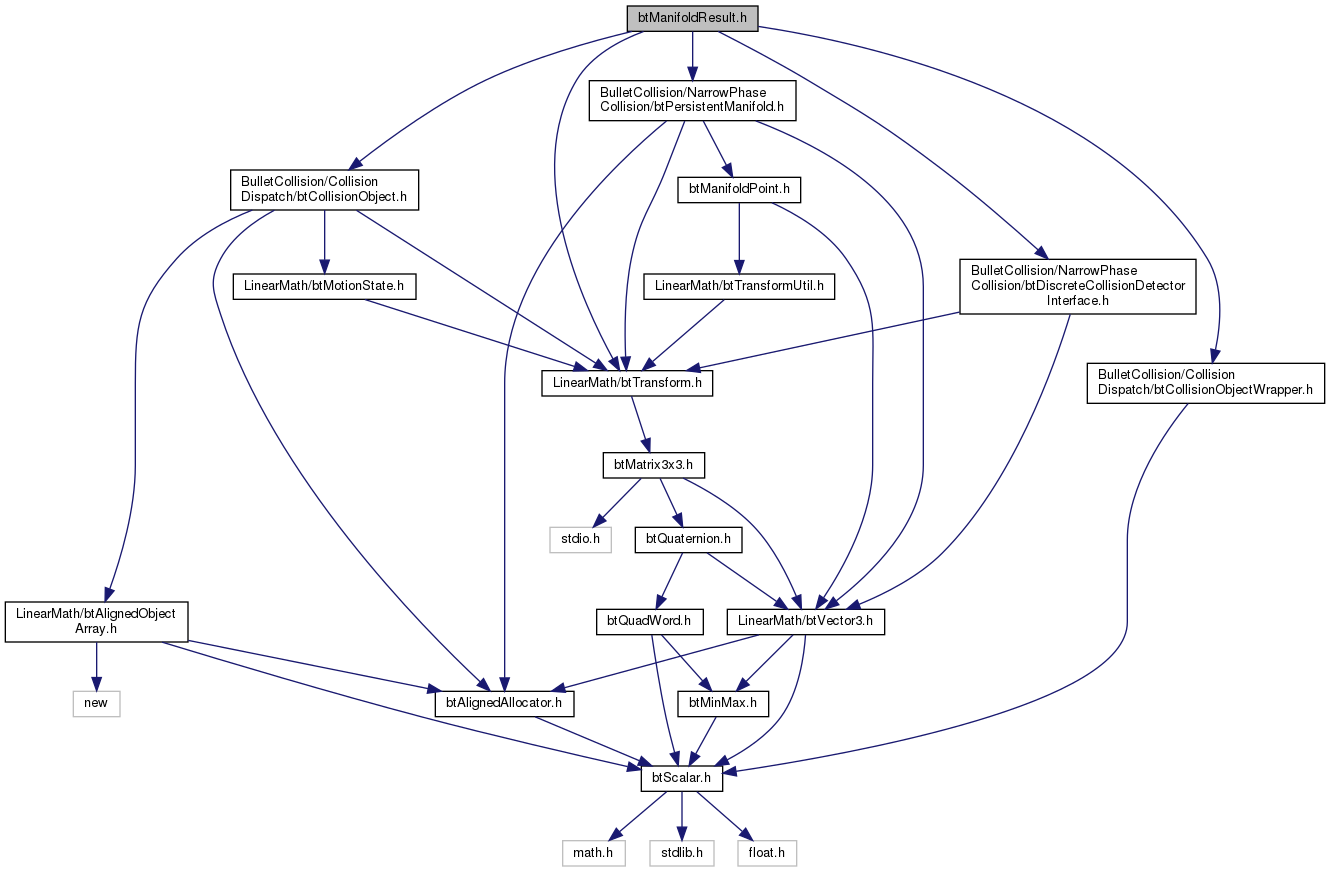 btManifoldResult.h
BulletCollision/NarrowPhase
Collision/btPersistentManifold.h
BulletCollision/Collision
Dispatch/btCollisionObject.h
btManifoldPoint.h
BulletCollision/NarrowPhase
Collision/btDiscreteCollisionDetector
Interface.h
LinearMath/btMotionState.h
LinearMath/btTransformUtil.h
BulletCollision/Collision
Dispatch/btCollisionObjectWrapper.h
LinearMath/btTransform.h
btMatrix3x3.h
stdio.h
btQuaternion.h
LinearMath/btAlignedObject
Array.h
btQuadWord.h
LinearMath/btVector3.h
new
btAlignedAllocator.h
btMinMax.h
btScalar.h
math.h
stdlib.h
float.h